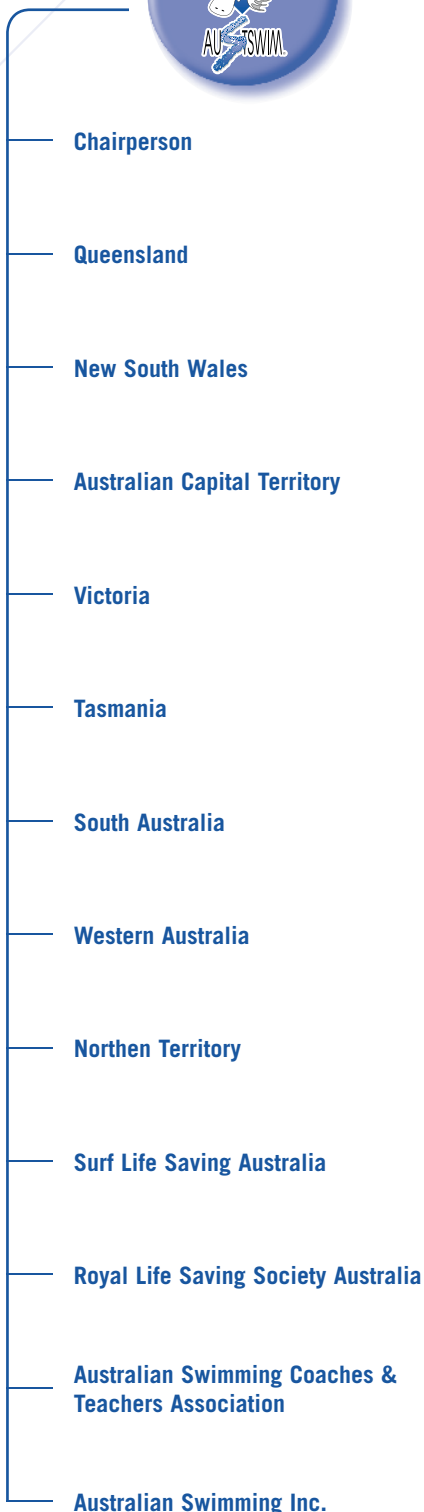 AUSTSWIM
Chairperson
Queensland
New South Wales
Australian Capital Territory
Victoria
Tasmania
South Australia
Western Australia
Northen Territory
Surf Life Saving Australia
Royal Life Saving Society Australia
Australian Swimming Coaches &
Teachers Association
Australian Swimming Inc.